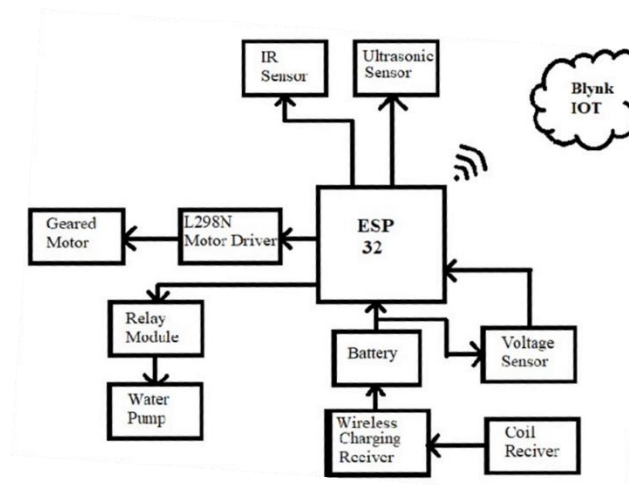 IR
Sensor
Ultrasonic
Sensor
Blynk
IOT
ESP
32
Geared
Motor
L298N
Motor Driver
Relay
Module
Battery
Voltage
Sensor
Water
Pump
Wireless
Charging
Reciver
Coil
Reciver